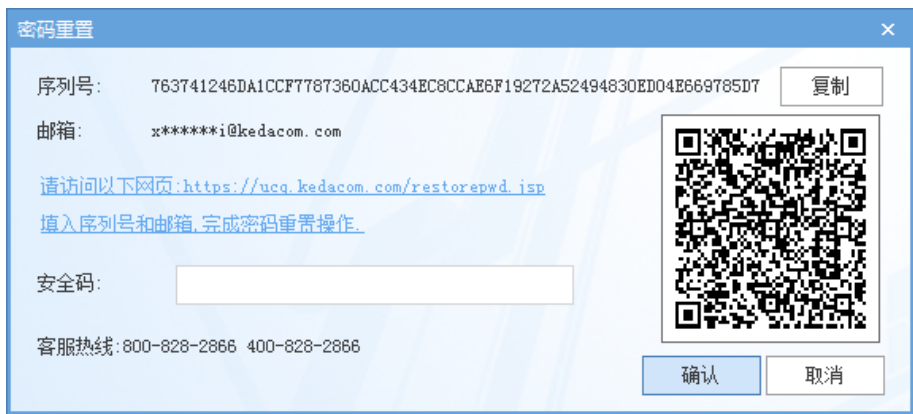 密码重置
序列号: 763741246DA1CCF7787360ACC434EC8CCAE6F19272A52494830ED04E669785D7 复制
邮箱: x******i@kedacom.com
请访问以下网页:https://ucq.kedacom.com/restorepwd.jsp
填入序列号和邮箱,完成密码重置操作.
安全码:
客服热线:800-828-2866 400-828-2866
确认 取消